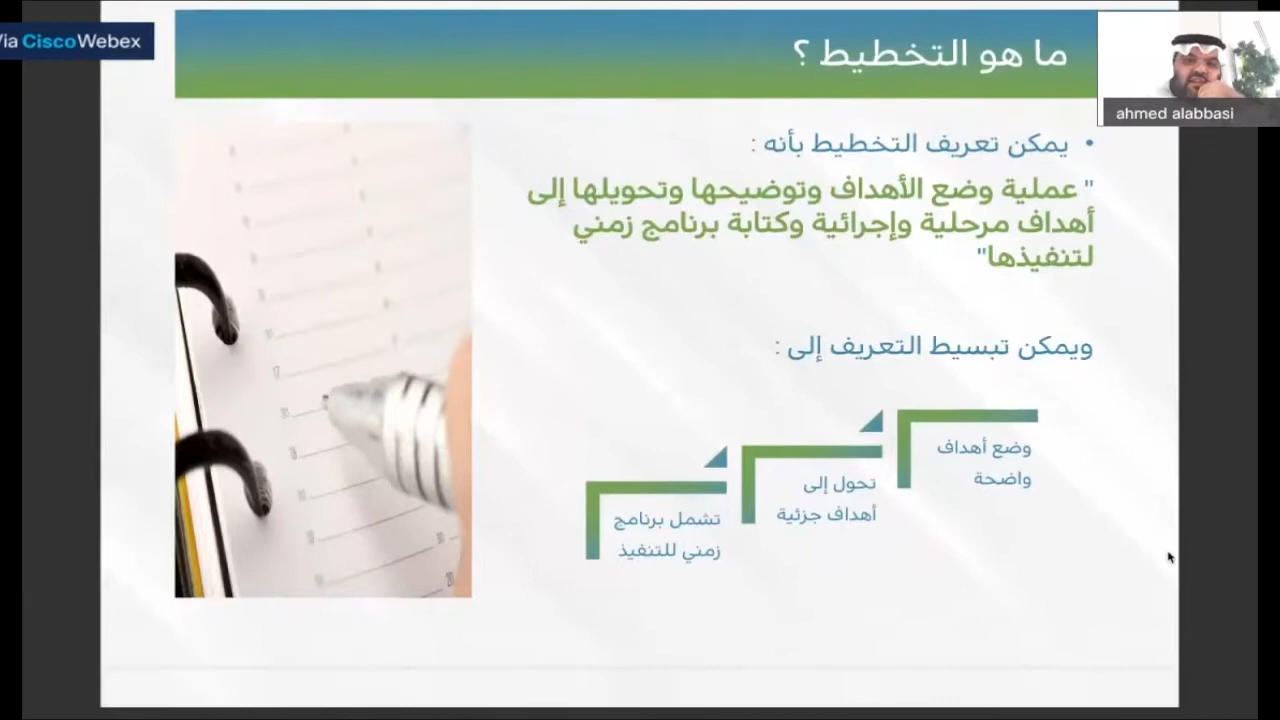 Via CiscoWebex
ما هو التخطيط ؟
ahmed alabbasi
• يمكن تعريف التخطيط بأنه :
" عملية وضع الأهداف وتوضيحها وتحويلها إلى
أهداف مرحلية وإجرائية وكتابة برنامج زمني
لتنفيذها"
ويمكن تبسيط التعريف إلى :
وضع أهداف
واضحة
تحول إلى
أهداف جزئية
تشمل برنامج
زمني للتنفيذ